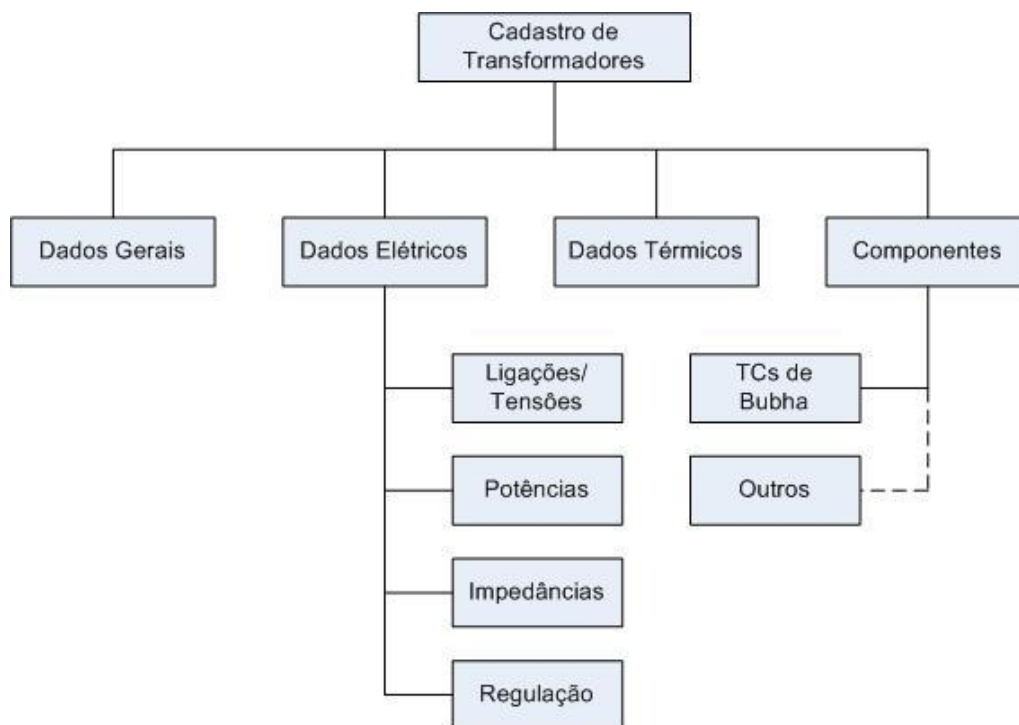 Cadastro de
Transformadores
Dados Gerais
Dados Elétricos
Dados Térmicos
Componentes
Ligações/
Tensões
TCs de
Bubha
Potências
Outros
Impedâncias
Regulação